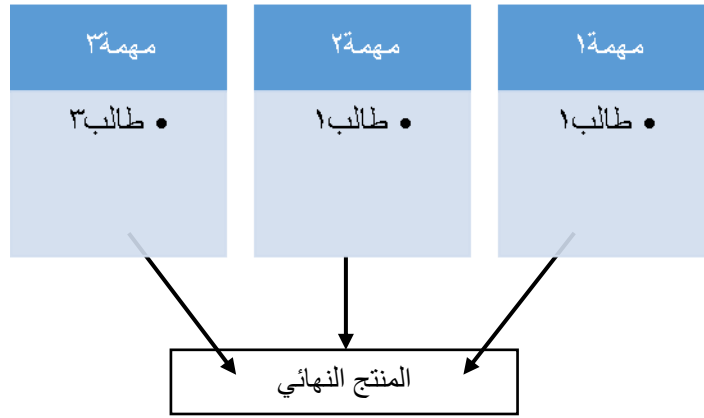 مهمة١
• طالب١
مهمة٢
• طالب١
مهمة٣
• طالب٣
المنتج النهائي